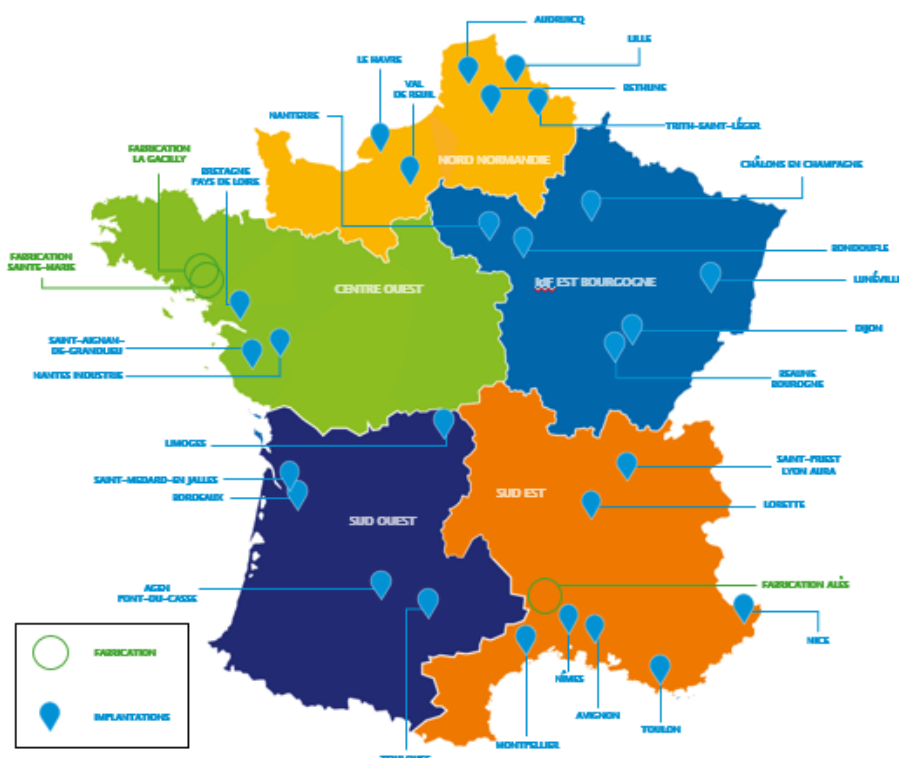 AUDRUICQ
LILLE
LE HAVRE
VAL
DE REUIL
BETHUNE
NANTERRE
TRITH-SAINT-LÉGER
FABRICATION
LA GACILLY
NORD NORMANDIE
CHÂLONS EN CHAMPAGNE
BRETAGNE
PAYS DE LOIRE
BONDOUFLE
FABRICATION
SAINTE-MARIE
LUNÉVILLE
CENTRE OUEST
IdF EST BOURGOGNE
DIJON
SAINT-AIGNAN-
DE-GRANDLIEU
NANTES INDUSTRIE
BEAUNE
BOURGOGNE
LIMOGES
SAINT-PRIEST
LYON AURA
SAINT-MEDARD-EN JALLES
BORDEAUX
SUD EST
LORETTE
SUD OUEST
AGEN
PONT-DU-CASSE
FABRICATION ALÈS
NICE
FABRICATION
NÎMES
IMPLANTATIONS
AVIGNON
TOULON
MONTPELLIER